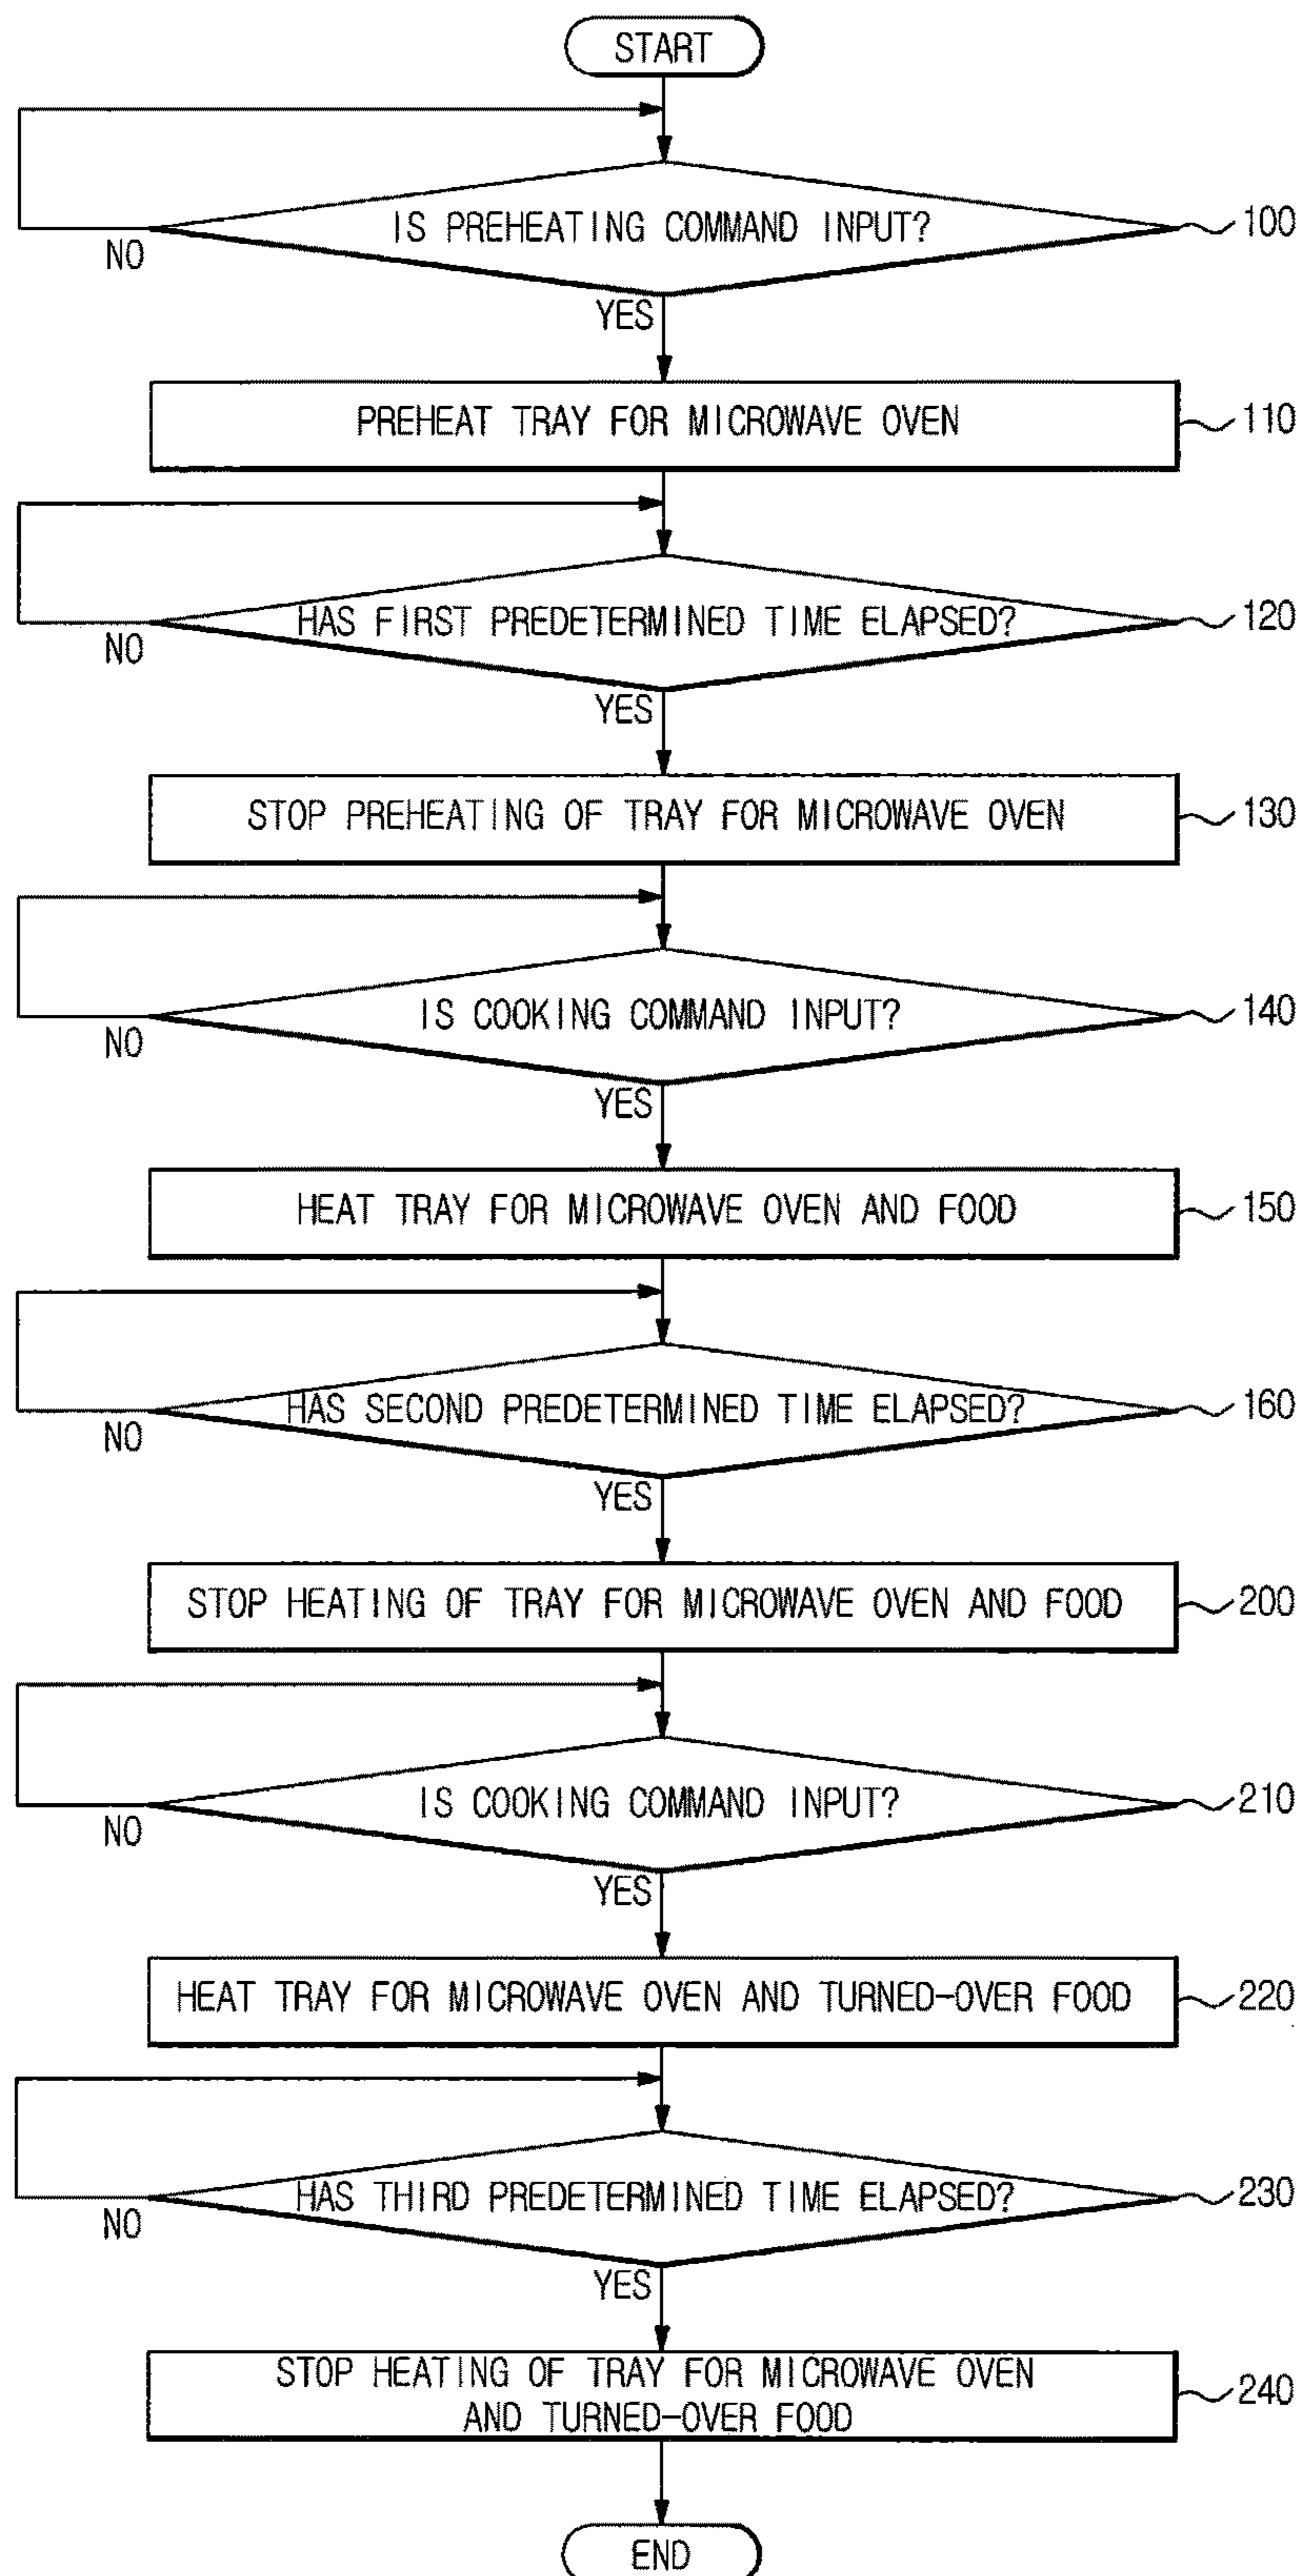 START
IS PREHEATING COMMAND INPUT?
100
NO
YES
PREHEAT TRAY FOR MICROWAVE OVEN
110
HAS FIRST PREDETERMINED TIME ELAPSED?
120
NO
YES
STOP PREHEATING OF TRAY FOR MICROWAVE OVEN
130
IS COOKING COMMAND INPUT?
140
NO
YES
HEAT TRAY FOR MICROWAVE OVEN AND FOOD
150
HAS SECOND PREDETERMINED TIME ELAPSED?
160
NO
YES
STOP HEATING OF TRAY FOR MICROWAVE OVEN AND FOOD
200
IS COOKING COMMAND INPUT?
210
NO
YES
HEAT TRAY FOR MICROWAVE OVEN AND TURNED-OVER FOOD
220
HAS THIRD PREDETERMINED TIME ELAPSED?
230
NO
YES
STOP HEATING OF TRAY FOR MICROWAVE OVEN
AND TURNED-OVER FOOD
240
END